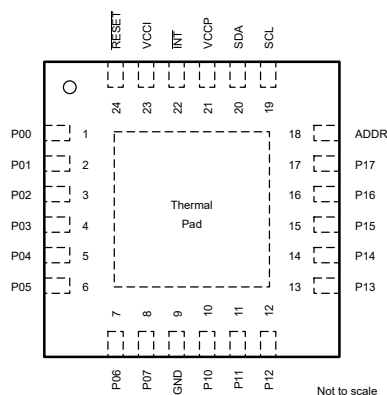 RESET
VCCI
INT
VCCP
SDA
SCL
24
23
22
21
20
19
P00 1
P01 2
P02 3
P03 4
P04 5
P05 6
18 ADDR
17 P17
16 P16
15 P15
14 P14
13 P13
Thermal
Pad
7
8
9
10
11
12
P06
P07
GND
P10
P11
P12
Not to scale